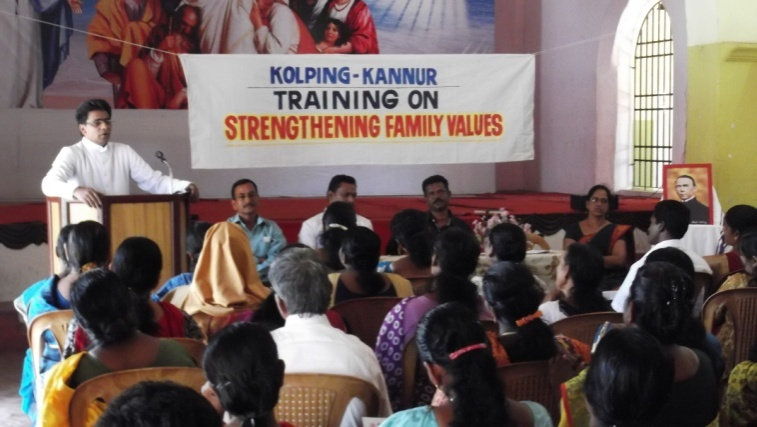 KOLPING-KANNUR
TRAINING ON
STRENGTHENING FAMILY VALUES